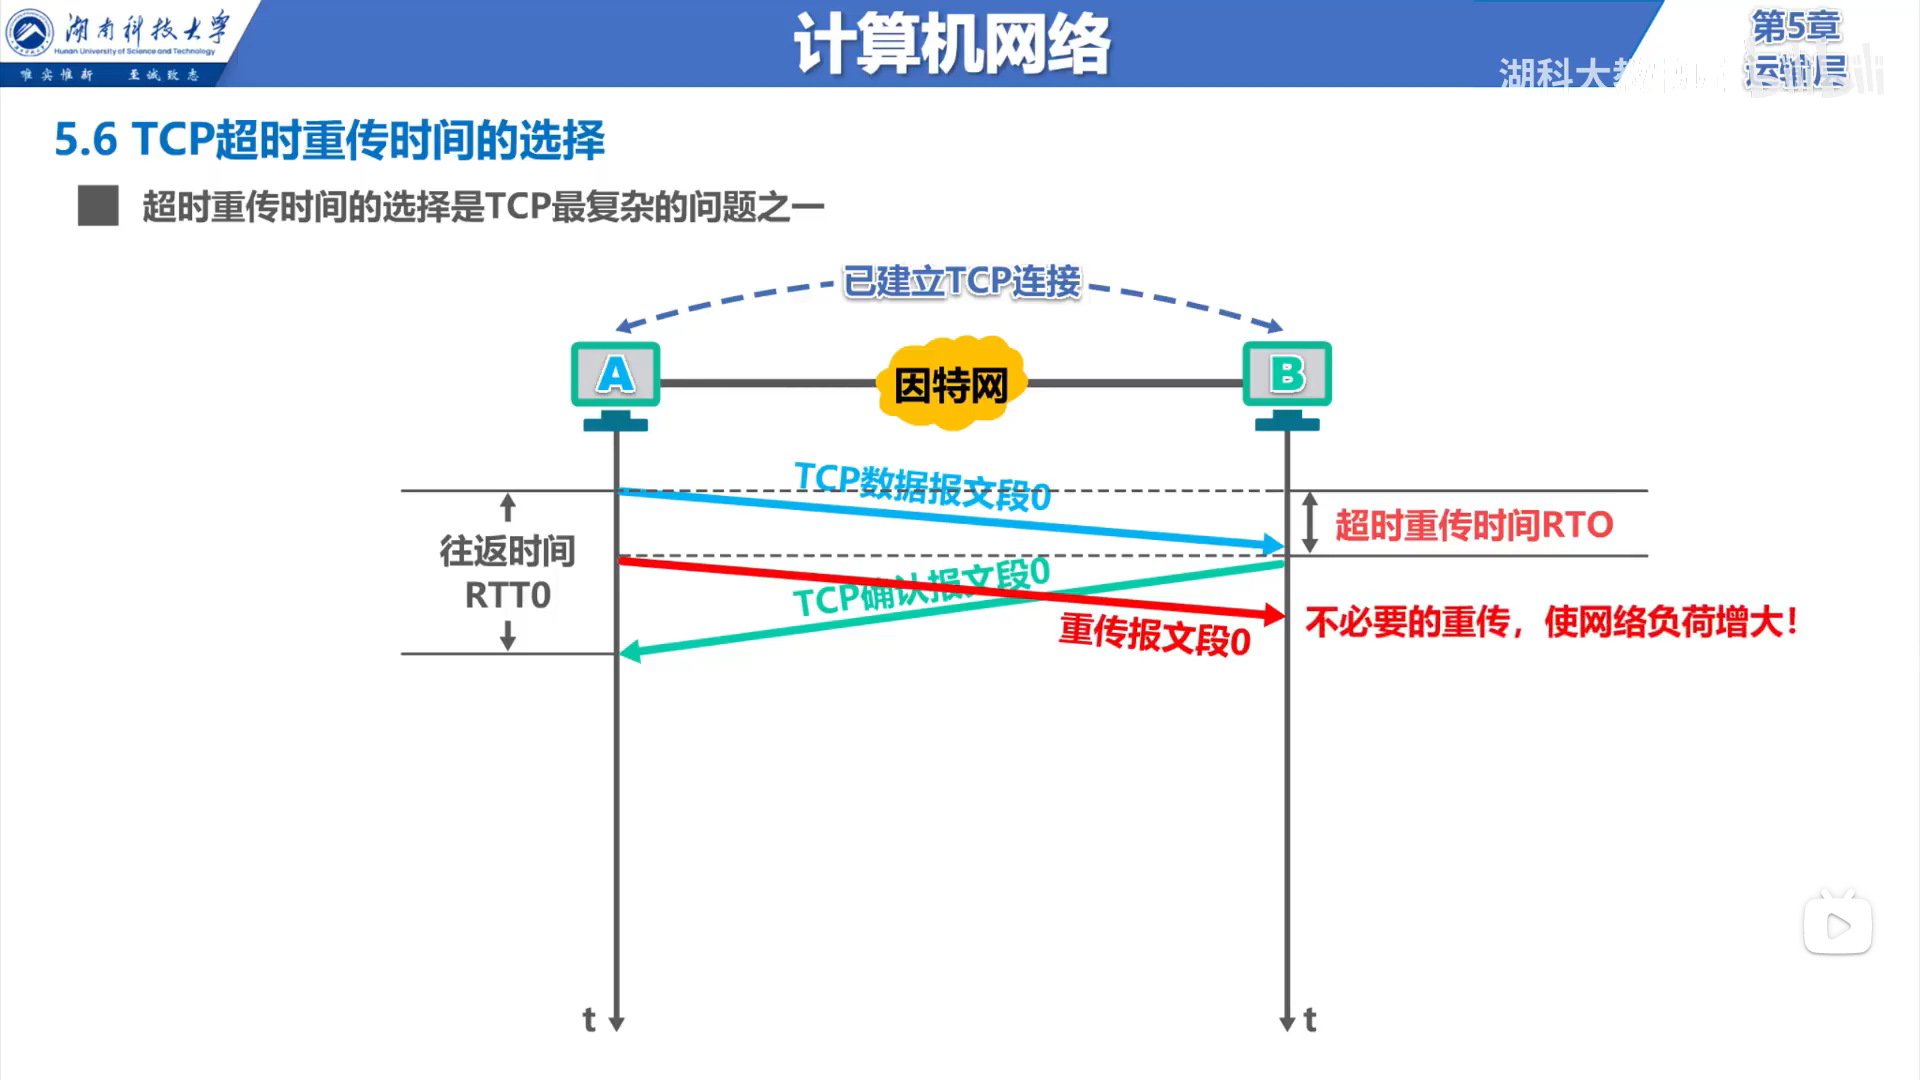 湖南科技大学
Hunan University of Science and Technology
唯实惟新 至诚致志
计算机网络
第5章
运输层
湖科大教
5.6 TCP超时重传时间的选择
超时重传时间的选择是TCP最复杂的问题之一
已建立TCP连接
A
因特网
B
TCP数据报文段0
往返时间
RTT0
超时重传时间RTO
TCP确认报文段0
重传报文段0
不必要的重传，使网络负荷增大！
t
t